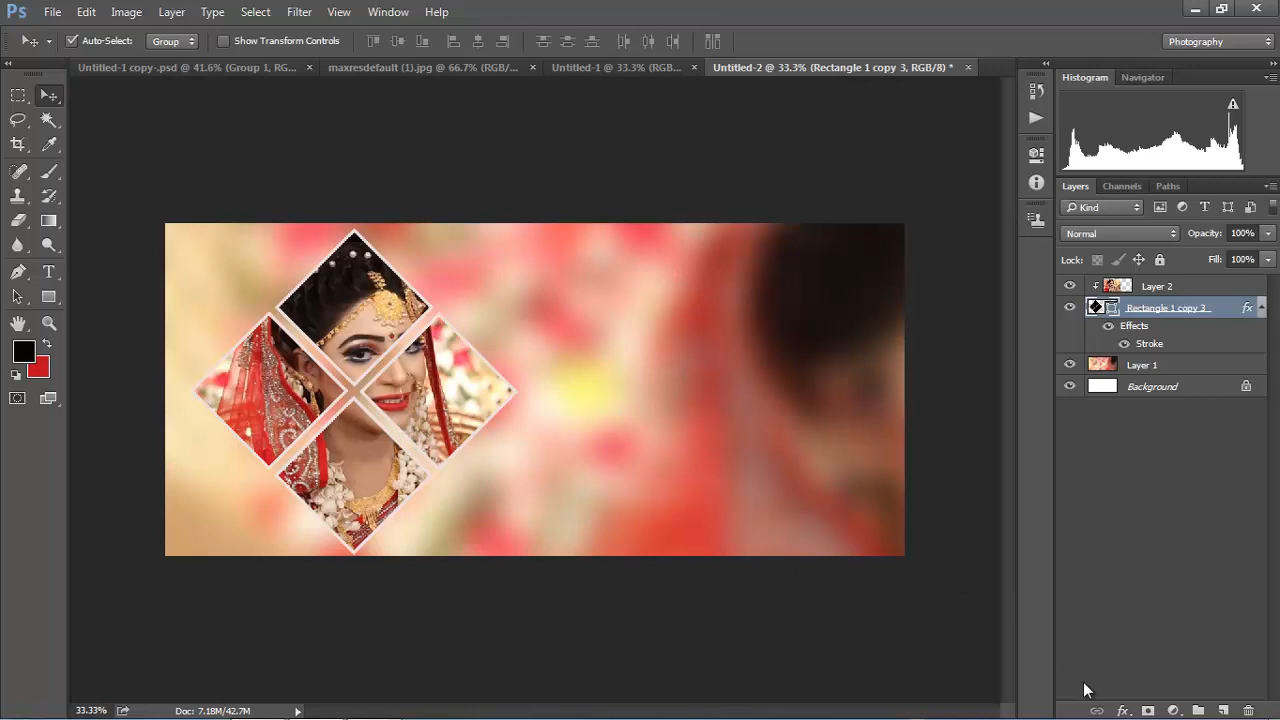 Ps File Edit Image Layer Type Select Filter View Window Help
Auto-Select: Group Show Transform Controls Photography
Untitled-1 copy-.psd @ 41.6% (Group 1, RG... × maxresdefault (1).jpg @ 66.7% (RGB/... × Untitled-1 @ 33.3% (RGB... × Untitled-2 @ 33.3% (Rectangle 1 copy 3, RGB/8) * ×
Histogram Navigator
Layers Channels Paths
Kind
Normal Opacity: 100%
Lock: Fill: 100%
Layer 2
Rectangle 1 copy 3 fx
Effects
Stroke
Layer 1
Background
33.33% Doc: 7.18M/42.7M
fx